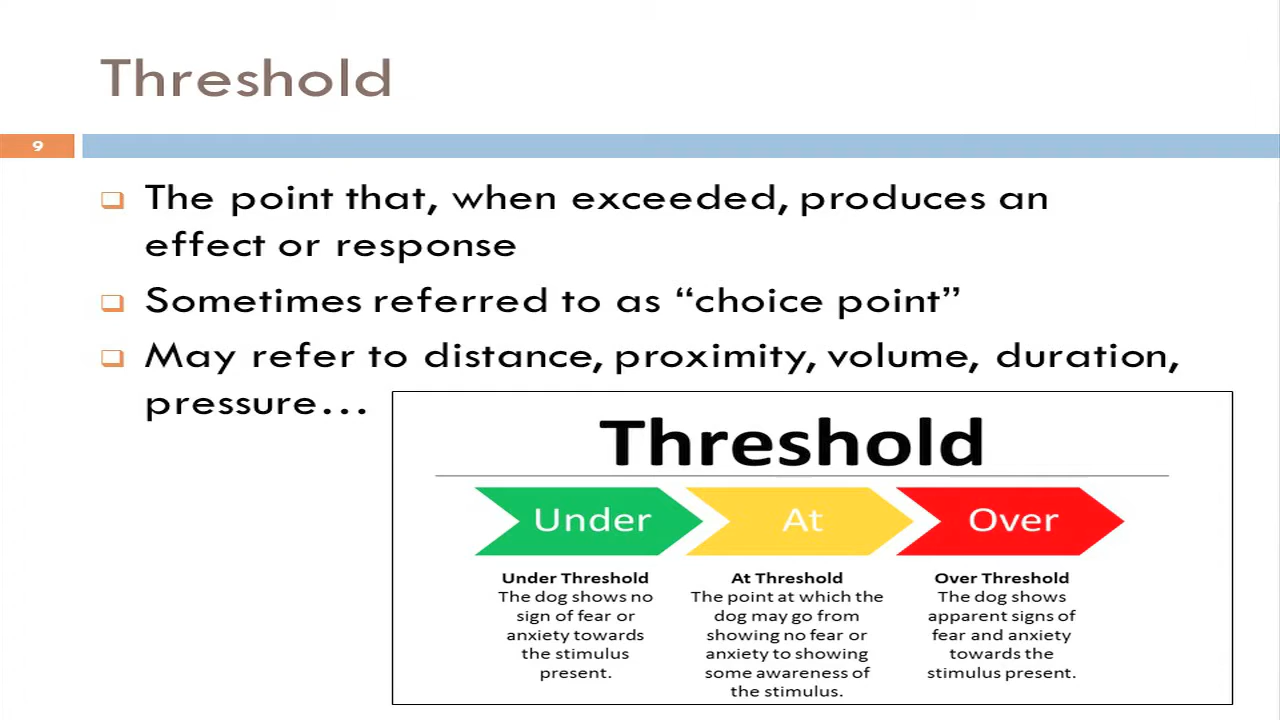 Threshold
9
❑ The point that, when exceeded, produces an
effect or response
❑ Sometimes referred to as “choice point”
❑ May refer to distance, proximity, volume, duration,
pressure…
Threshold
Under
At
Over
Under Threshold
The dog shows no
sign of fear or
anxiety towards
the stimulus
present.
At Threshold
The point at which the
dog may go from
showing no fear or
anxiety to showing
some awareness of
the stimulus.
Over Threshold
The dog shows
apparent signs of
fear and anxiety
towards the
stimulus present.